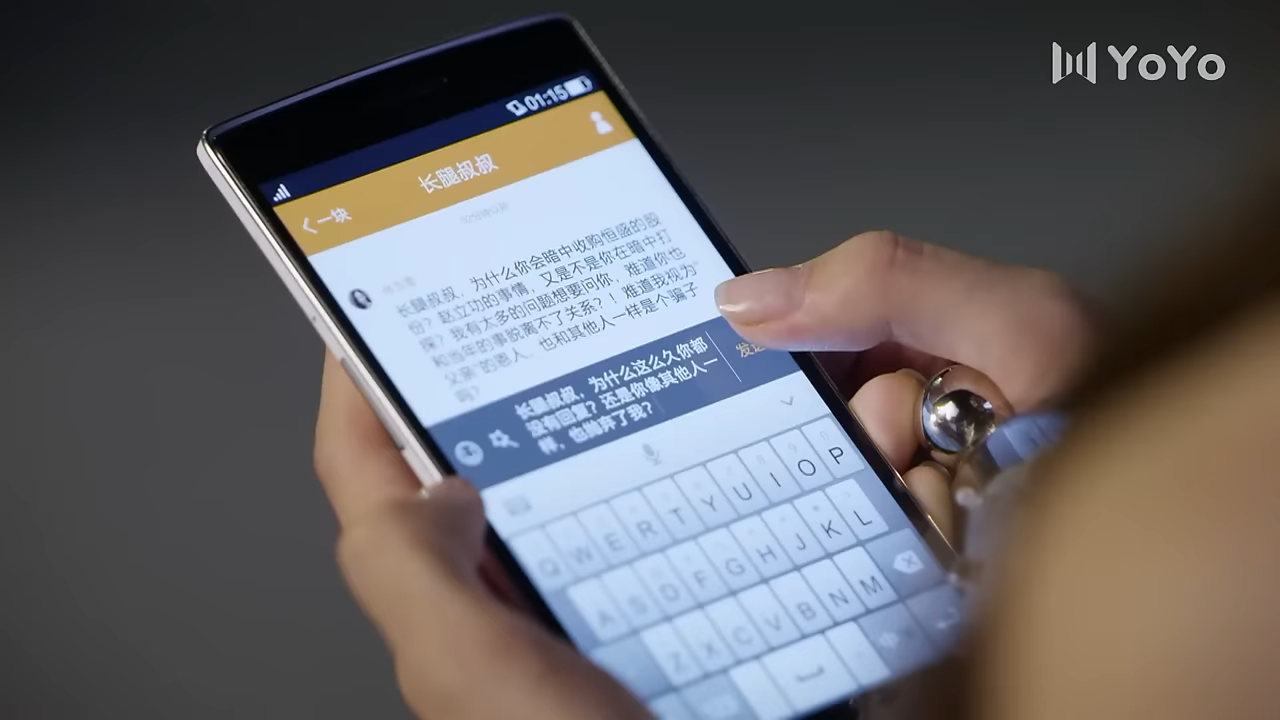 YoYo
01:15
一块
长腿叔叔
长腿叔叔，为什么你会暗中收购恒盛的股
份？赵立功的事情，又是不是你在暗中打
探？我有太多的问题想要问你，难道你也
和当年的事脱离不了关系？！难道我视为“
父亲”的恩人，也和其他人一样是个骗子
吗？
长腿叔叔，为什么这么久你都
没有回复？还是你像其他人一
样，也抛弃了我？
发送
Q W E R T Y U I O P
A S D F G H J K L
Z X C V B N M
中